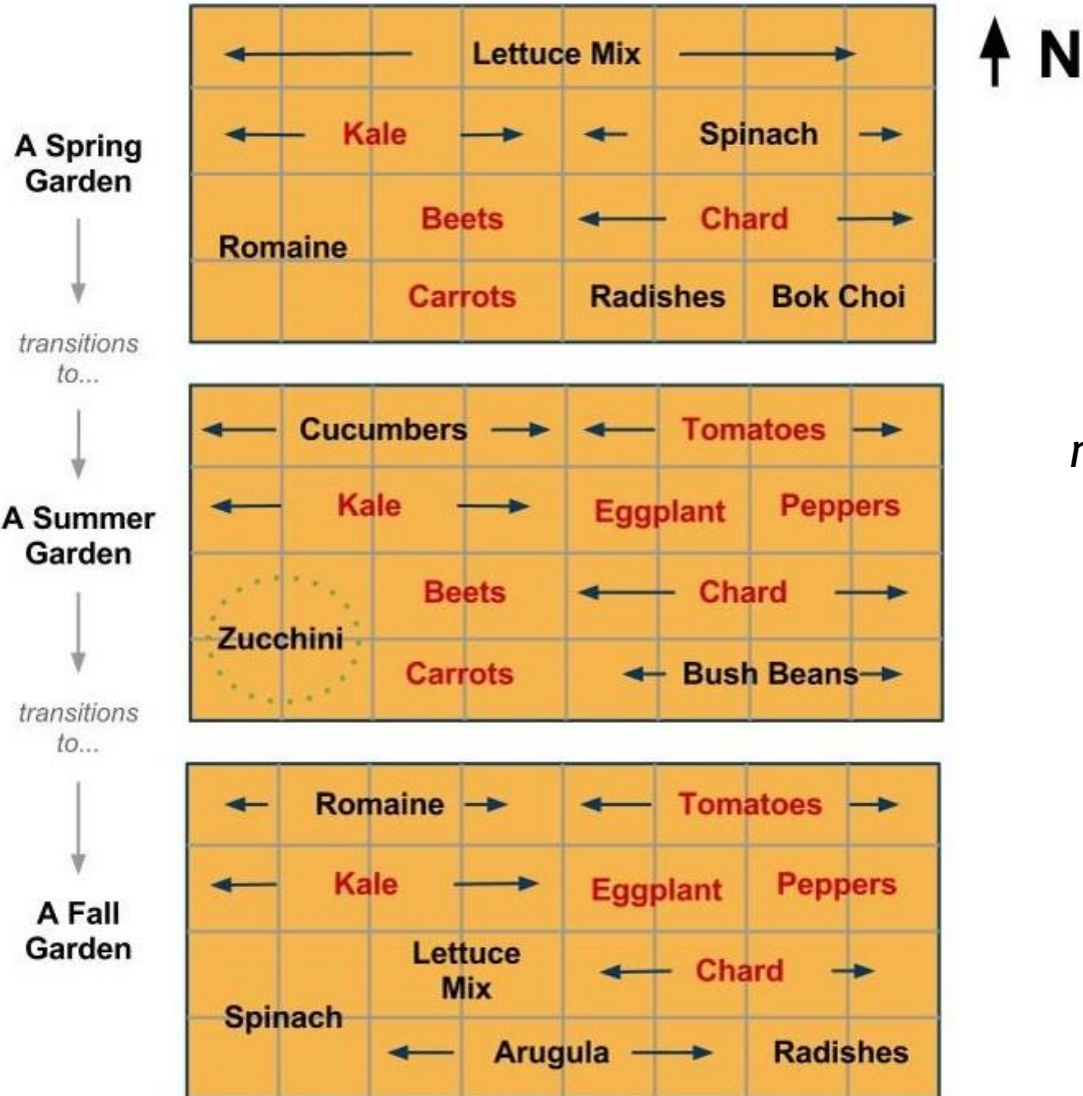 N
A Spring
Garden
Lettuce Mix
Kale
Spinach
Beets
Chard
Romaine
Carrots
Radishes
Bok Choi
transitions
to...
A Summer
Garden
Cucumbers
Tomatoes
Kale
Eggplant
Peppers
Beets
Chard
Zucchini
Carrots
Bush Beans
transitions
to...
A Fall
Garden
Romaine
Tomatoes
Kale
Eggplant
Peppers
Lettuce
Mix
Chard
Spinach
Arugula
Radishes